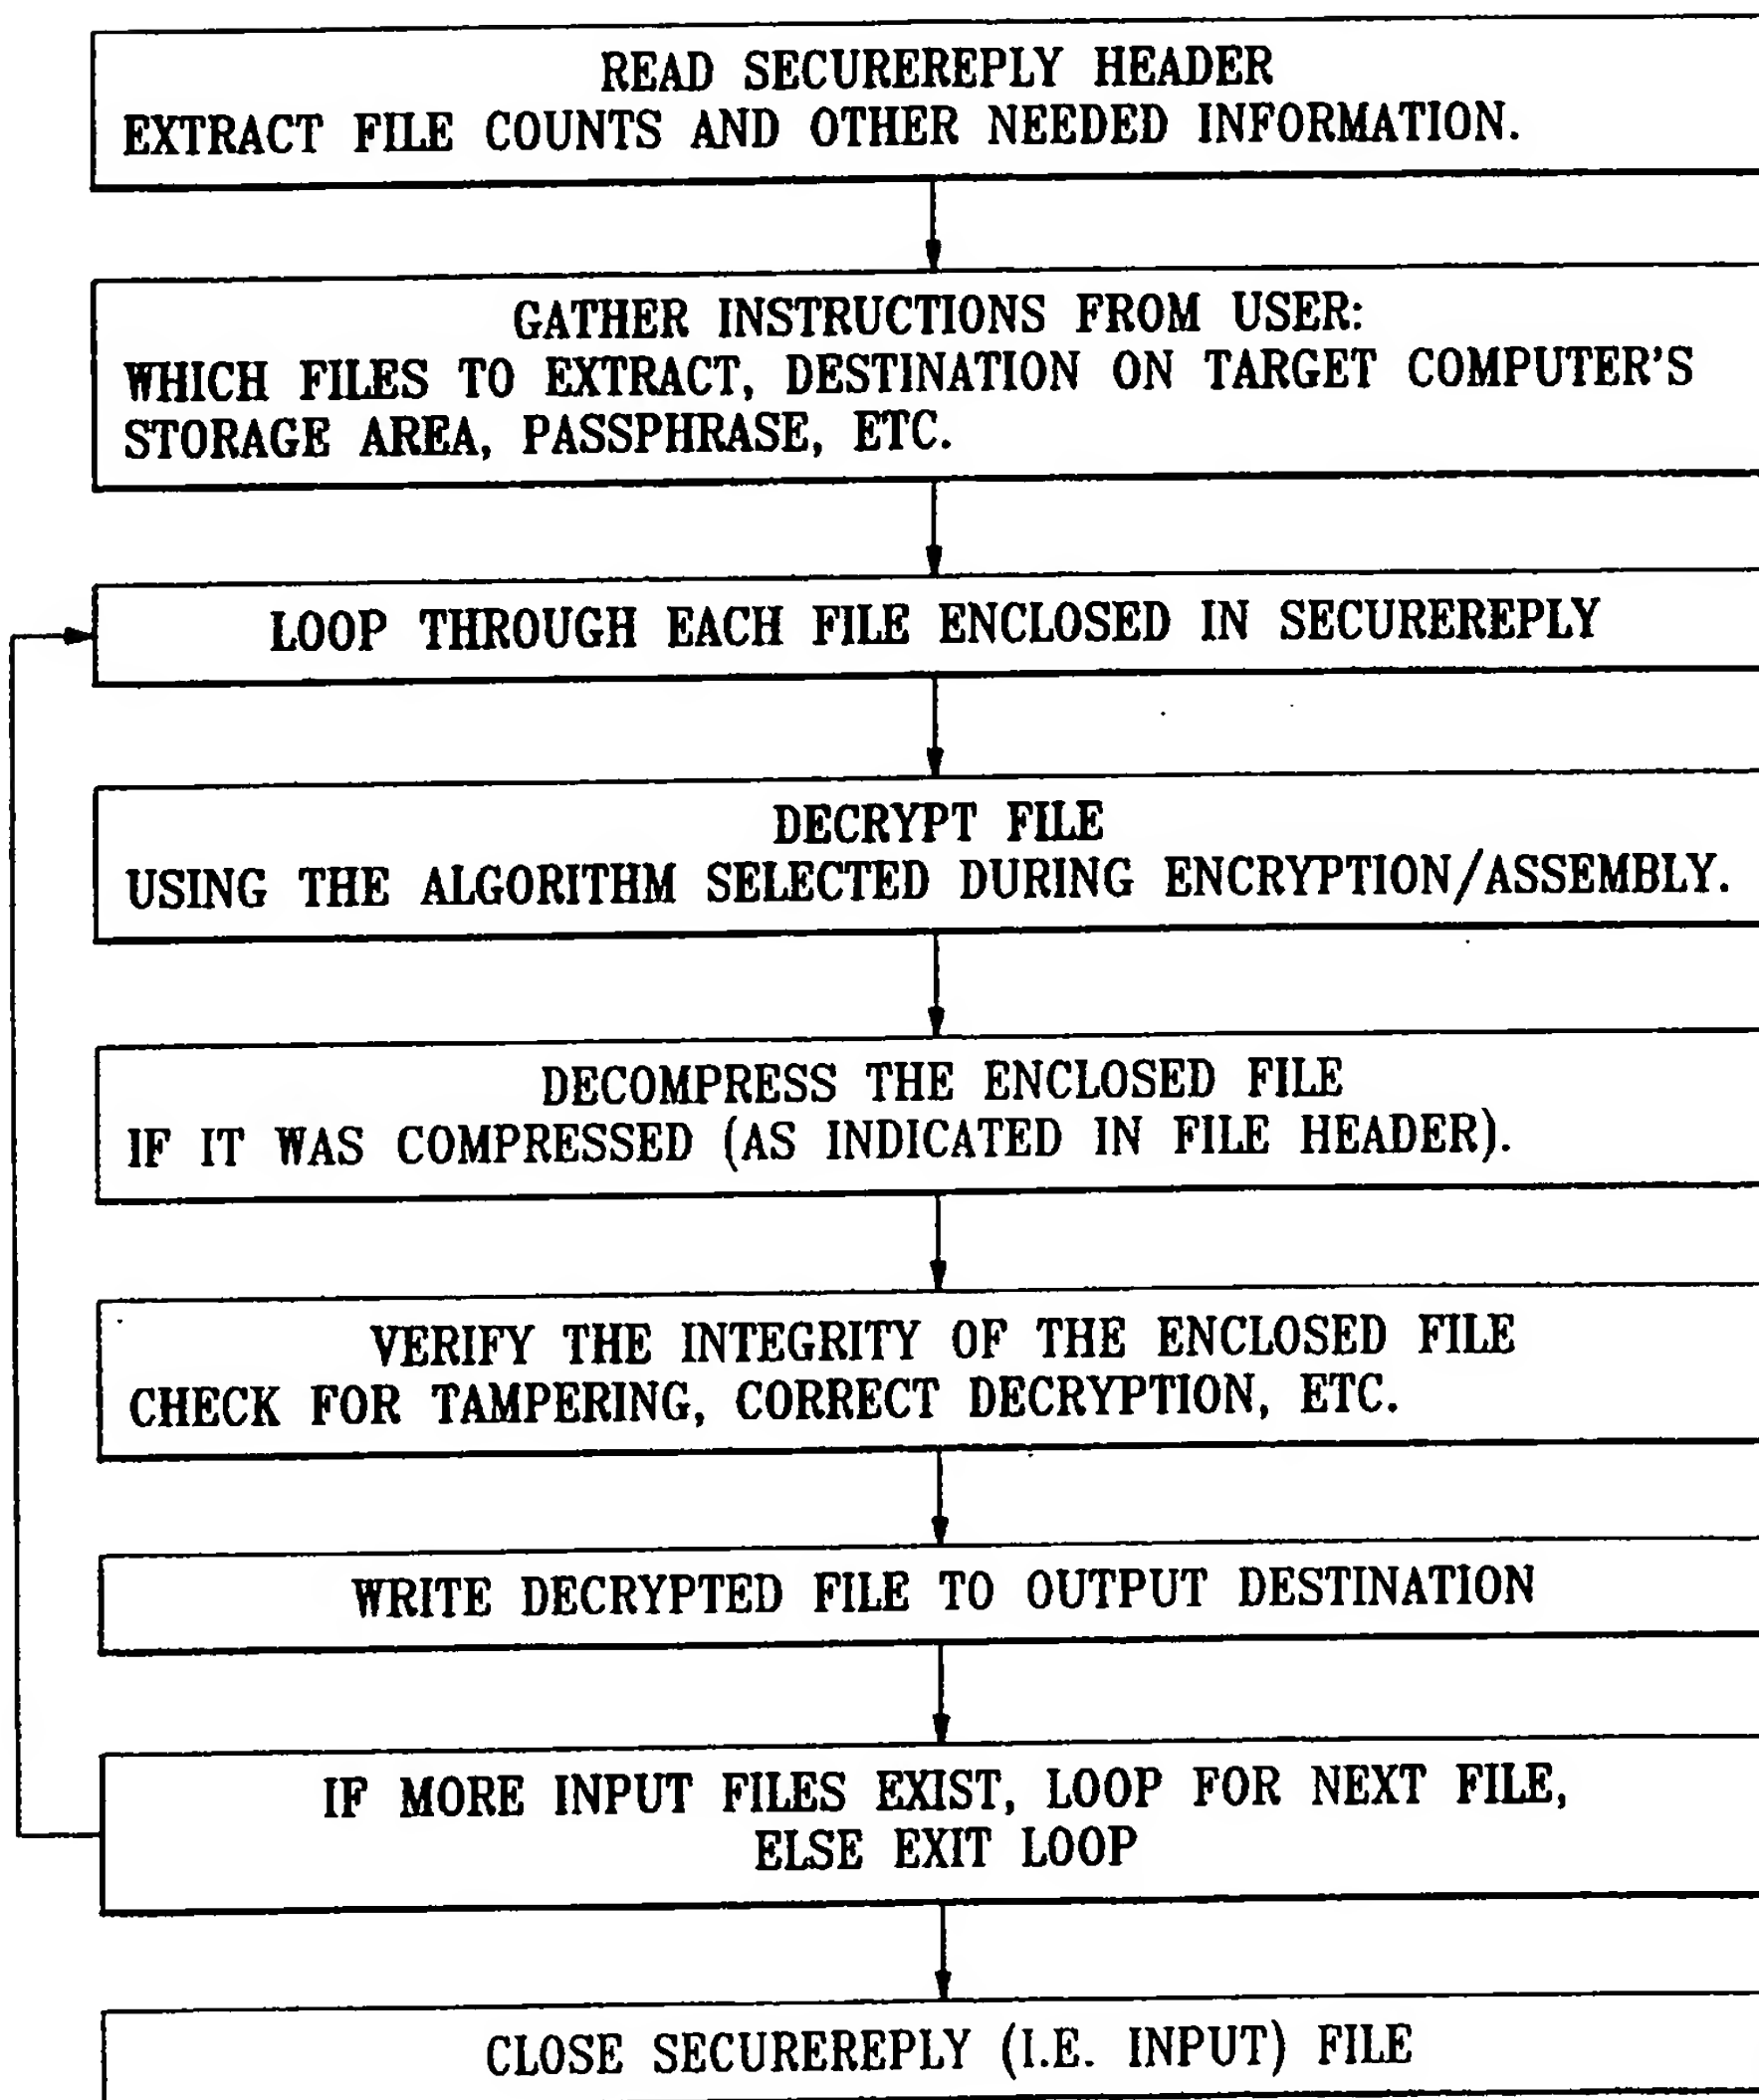 READ SECUREREPLY HEADER
EXTRACT FILE COUNTS AND OTHER NEEDED INFORMATION.
GATHER INSTRUCTIONS FROM USER:
WHICH FILES TO EXTRACT, DESTINATION ON TARGET COMPUTER'S
STORAGE AREA, PASSPHRASE, ETC.
LOOP THROUGH EACH FILE ENCLOSED IN SECUREREPLY
DECRYPT FILE
USING THE ALGORITHM SELECTED DURING ENCRYPTION/ASSEMBLY.
DECOMPRESS THE ENCLOSED FILE
IF IT WAS COMPRESSED (AS INDICATED IN FILE HEADER).
VERIFY THE INTEGRITY OF THE ENCLOSED FILE
CHECK FOR TAMPERING, CORRECT DECRYPTION, ETC.
WRITE DECRYPTED FILE TO OUTPUT DESTINATION
IF MORE INPUT FILES EXIST, LOOP FOR NEXT FILE,
ELSE EXIT LOOP
CLOSE SECUREREPLY (I.E. INPUT) FILE